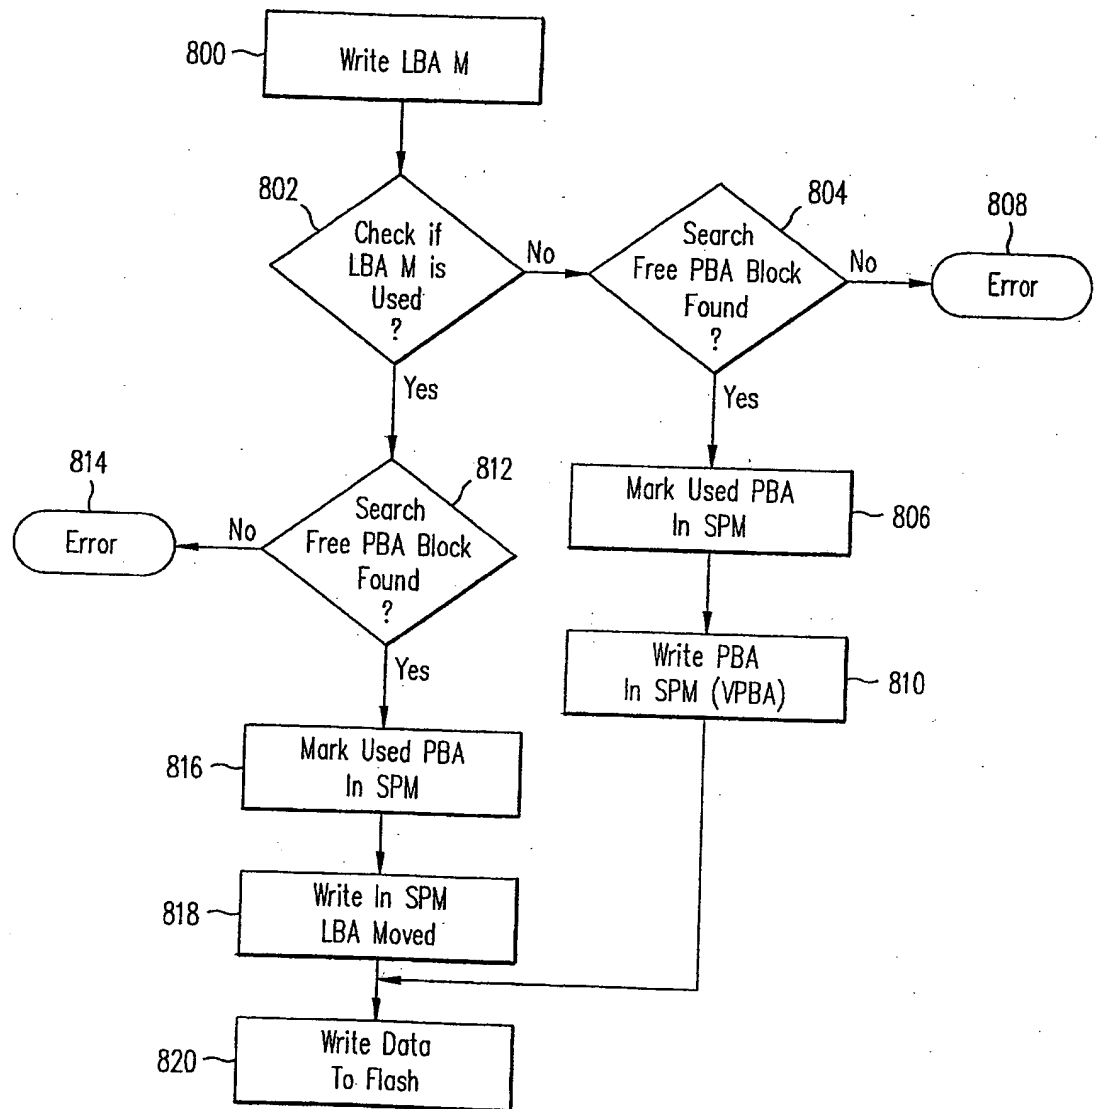 800
Write LBA M
802
Check if
LBA M is
Used
?
No
Yes
804
Search
Free PBA Block
Found
?
No
Yes
808
Error
812
Search
Free PBA Block
Found
?
No
Yes
814
Error
Mark Used PBA
In SPM
806
Write PBA
In SPM (VPBA)
810
816
Mark Used PBA
In SPM
818
Write In SPM
LBA Moved
820
Write Data
To Flash